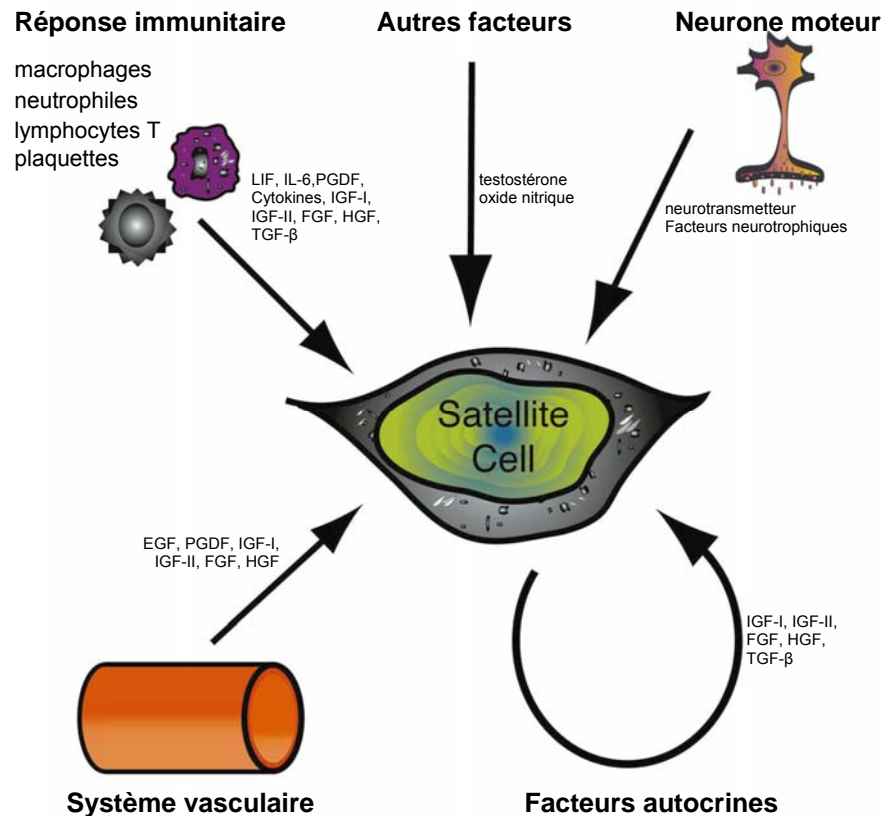 Réponse immunitaire
Autres facteurs
Neurone moteur
macrophages
neutrophiles
lymphocytes T
plaquettes
LIF, IL-6,PGDF,
Cytokines, IGF-I,
IGF-II, FGF, HGF,
TGF-β
testostérone
oxide nitrique
neurotransmetteur
Facteurs neurotrophiques
Satellite
Cell
EGF, PGDF, IGF-I,
IGF-II, FGF, HGF
IGF-I, IGF-II,
FGF, HGF,
TGF-β
Système vasculaire
Facteurs autocrines